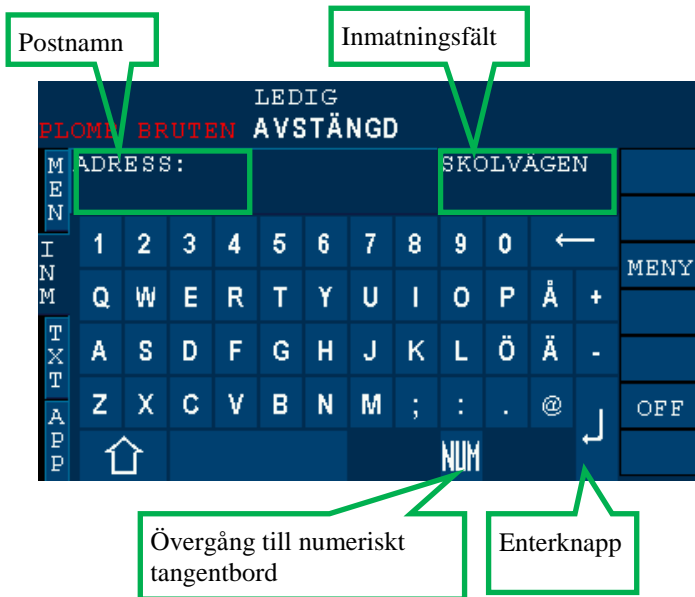 Postnamn
Inmatningsfält
LEDIG
PLOMB BRUTEN AVSTÄNGD
MEN
INM
TXT
APP
ADRESS: SKOLVÄGEN
1 2 3 4 5 6 7 8 9 0 ←
Q W E R T Y U I O P Å +
A S D F G H J K L Ö Ä -
Z X C V B N M ; : . @
NUM
MENY
OFF
Övergång till numeriskt
tangentbord
Enterknapp